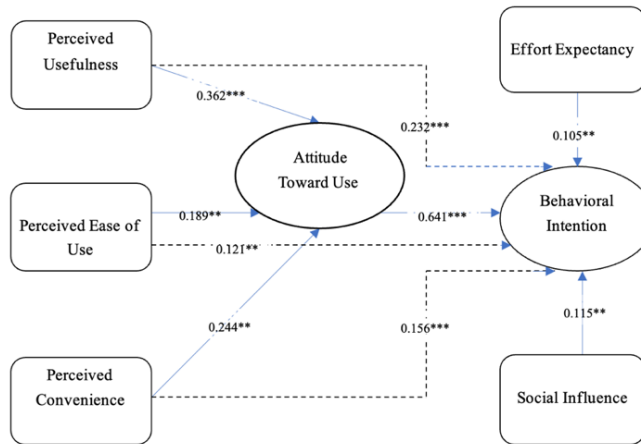 Perceived
Usefulness
Effort Expectancy
0.362***
0.232***
0.105**
Attitude
Toward Use
Perceived Ease of
Use
0.189**
0.641***
Behavioral
Intention
0.121**
0.244**
0.156***
0.115**
Perceived
Convenience
Social Influence